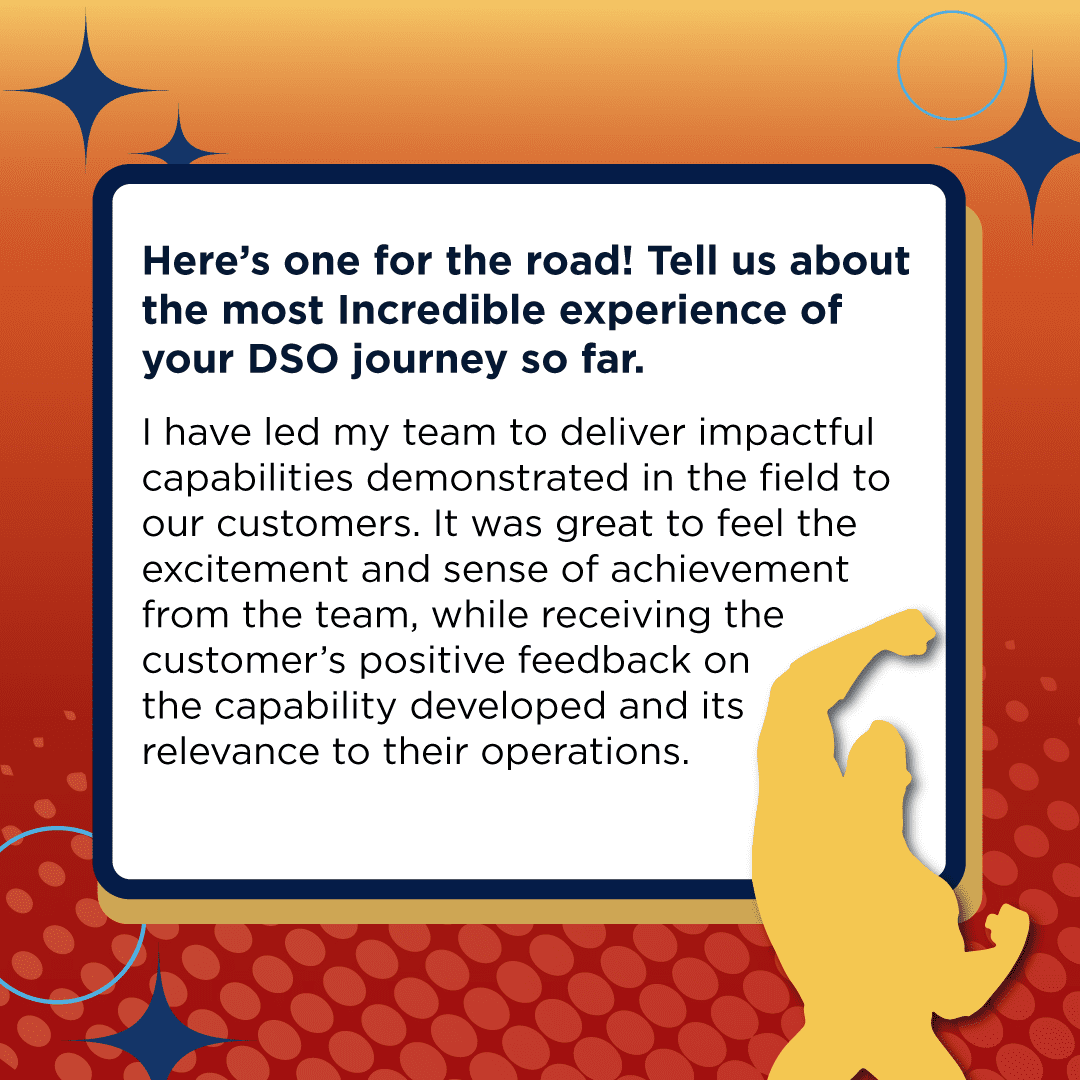 Here’s one for the road! Tell us about
the most Incredible experience of
your DSO journey so far.
I have led my team to deliver impactful
capabilities demonstrated in the field to
our customers. It was great to feel the
excitement and sense of achievement
from the team, while receiving the
customer’s positive feedback on
the capability developed and its
relevance to their operations.